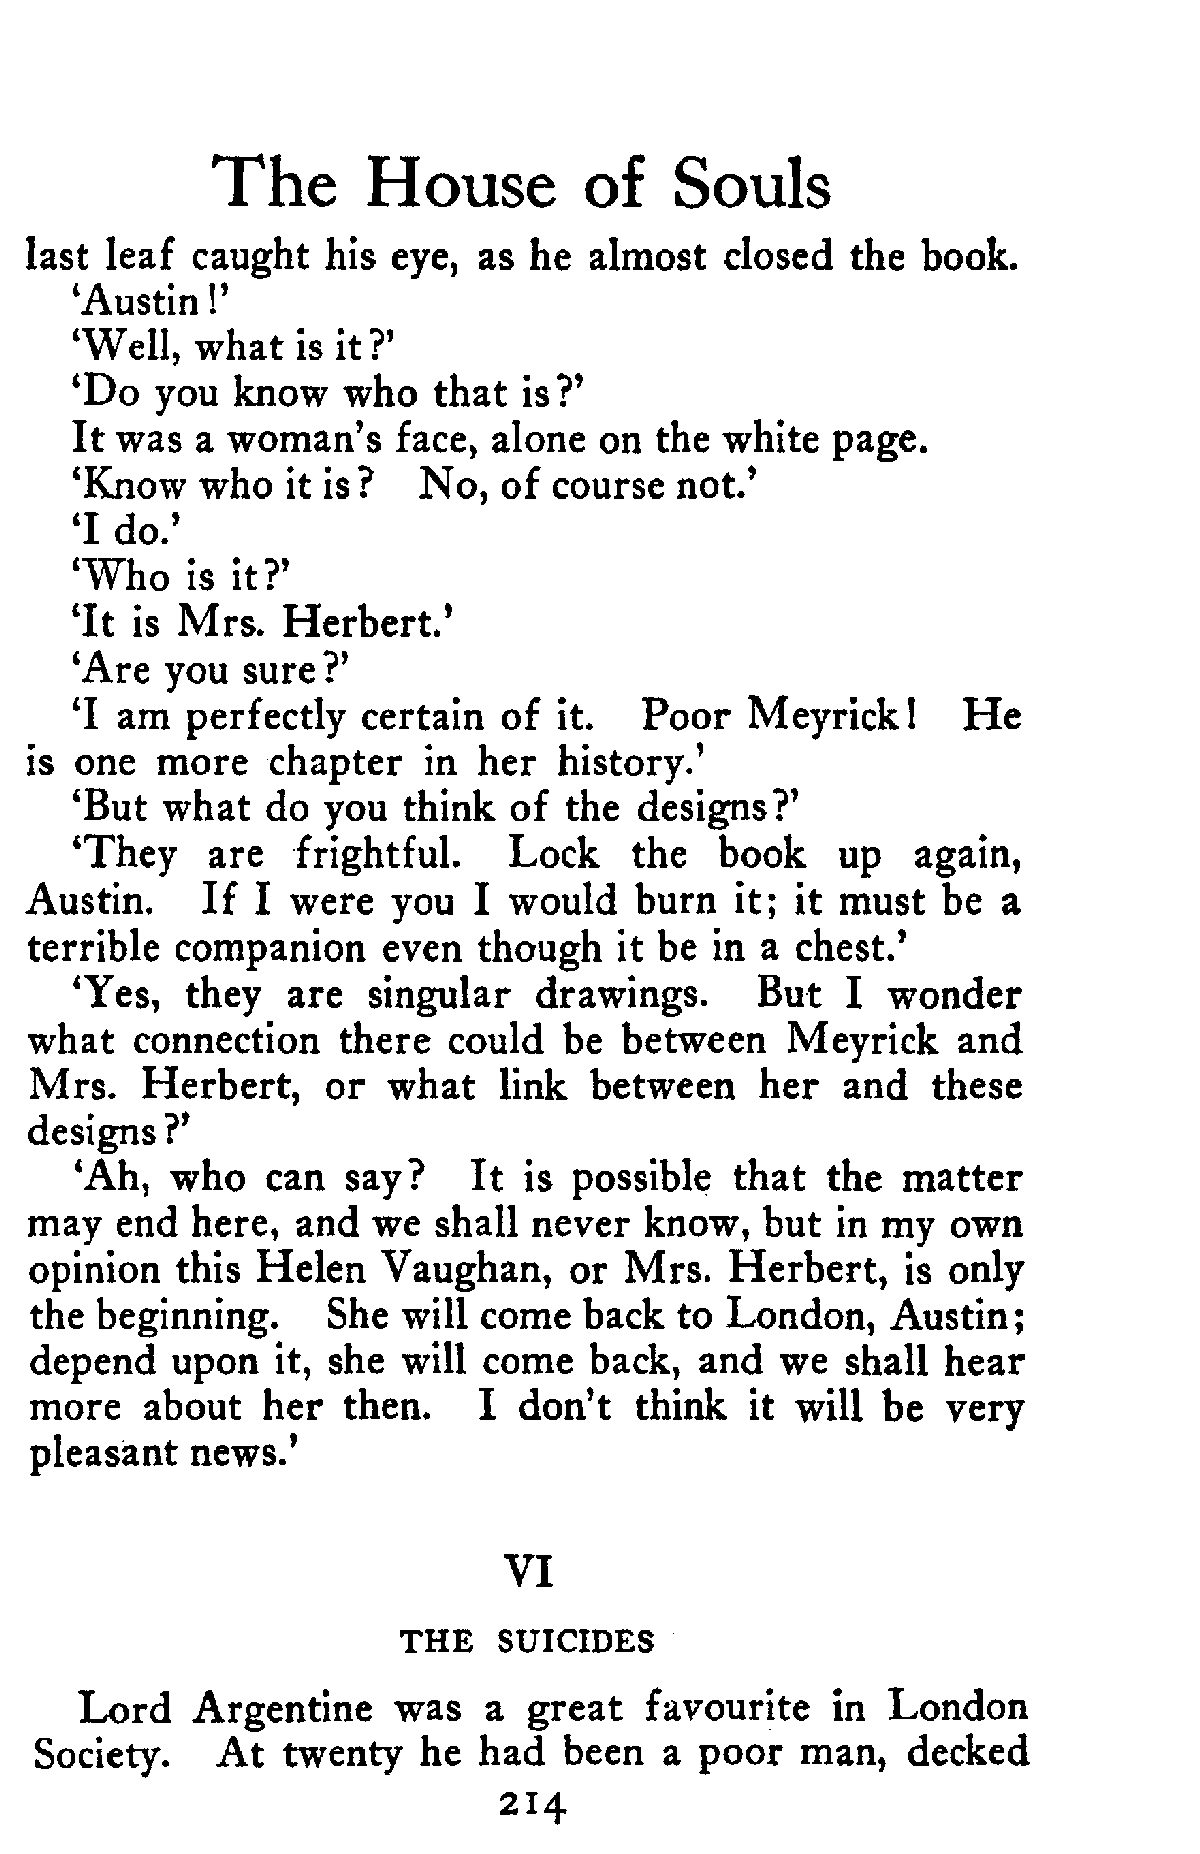 The House of Souls
last leaf caught his eye, as he almost closed the book.
‘Austin!’
‘Well, what is it?’
‘Do you know who that is?’
It was a woman's face, alone on the white page.
‘Know who it is? No, of course not.’
‘I do.’
‘Who is it?’
‘It is Mrs. Herbert.’
‘Are you sure?’
‘I am perfectly certain of it. Poor Meyrick! He
is one more chapter in her history.’
‘But what do you think of the designs?’
‘They are frightful. Lock the book up again,
Austin. If I were you I would burn it; it must be a
terrible companion even though it be in a chest.’
‘Yes, they are singular drawings. But I wonder
what connection there could be between Meyrick and
Mrs. Herbert, or what link between her and these
designs?’
‘Ah, who can say? It is possible that the matter
may end here, and we shall never know, but in my own
opinion this Helen Vaughan, or Mrs. Herbert, is only
the beginning. She will come back to London, Austin;
depend upon it, she will come back, and we shall hear
more about her then. I don't think it will be very
pleasant news.’
VI
THE SUICIDES
Lord Argentine was a great favourite in London
Society. At twenty he had been a poor man, decked
214